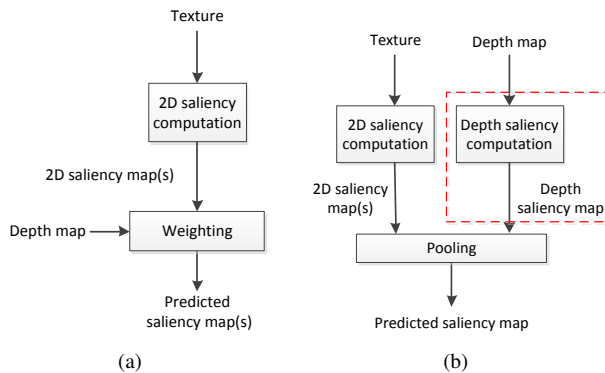 Texture
2D saliency
computation
2D saliency map(s)
Depth map
Weighting
Predicted
saliency map(s)
(a)
Texture
Depth map
2D saliency
computation
Depth saliency
computation
2D saliency
map(s)
Depth
saliency map
Pooling
Predicted saliency map
(b)